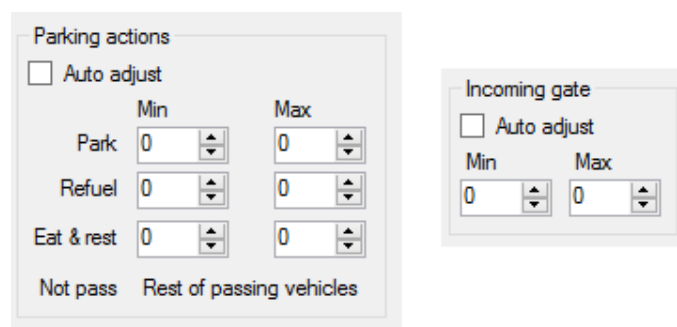 Parking actions
Auto adjust
Min Max
Park 0 0
Refuel 0 0
Eat & rest 0 0
Not pass Rest of passing vehicles
Incoming gate
Auto adjust
Min Max
0 0